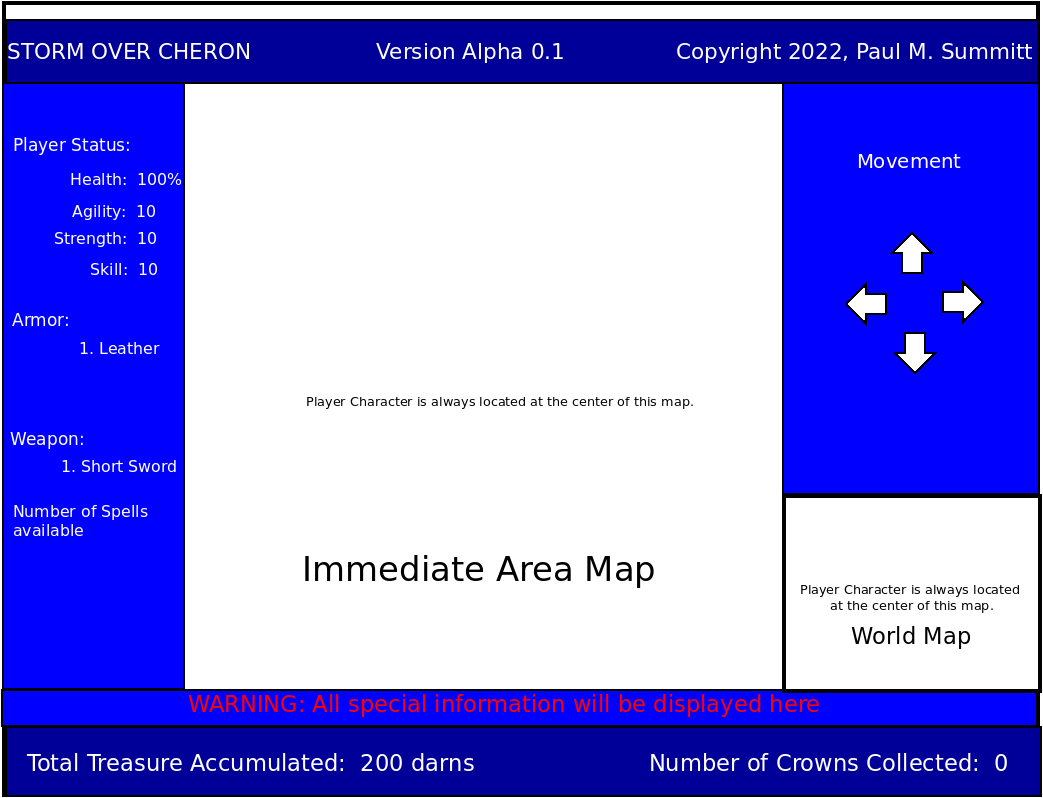 STORM OVER CHERON Version Alpha 0.1 Copyright 2022, Paul M. Summitt
Player Status:
Health: 100%
Agility: 10
Strength: 10
Skill: 10
Armor:
1. Leather
Weapon:
1. Short Sword
Number of Spells
available
Player Character is always located at the center of this map.
Immediate Area Map
Movement
Player Character is always located
at the center of this map.
World Map
WARNING: All special information will be displayed here
Total Treasure Accumulated: 200 darns Number of Crowns Collected: 0